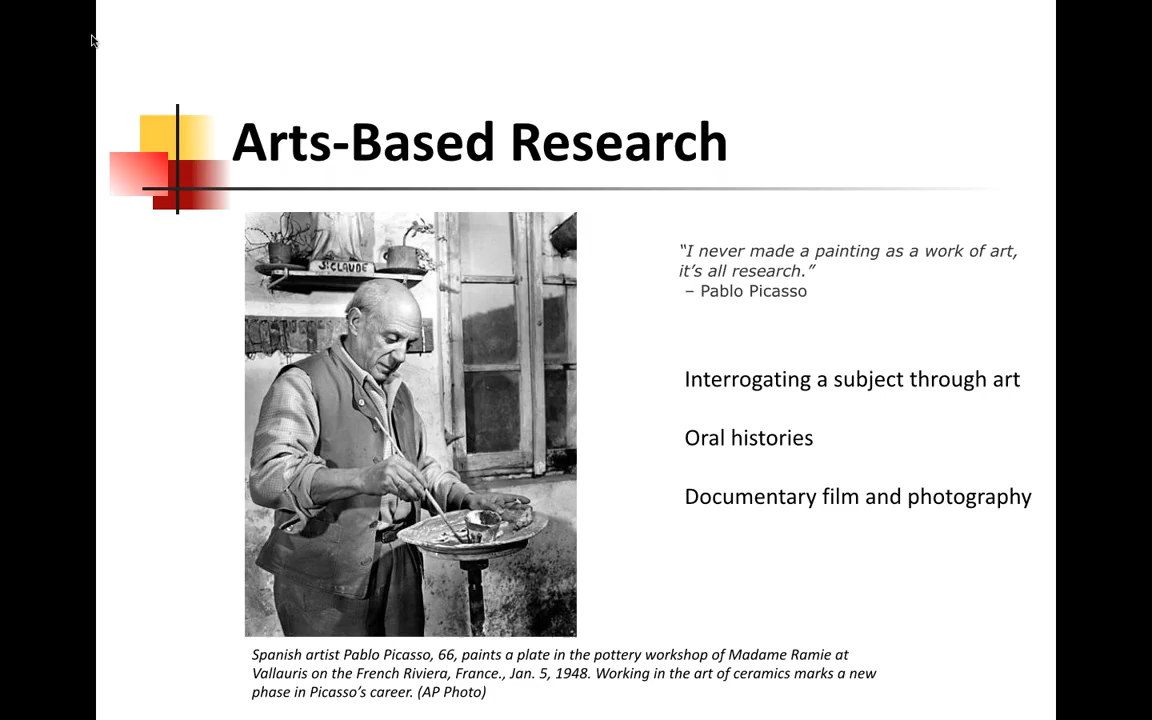 Arts-Based Research
ST CLAUDE
“I never made a painting as a work of art,
it’s all research.”
– Pablo Picasso
Interrogating a subject through art
Oral histories
Documentary film and photography
Spanish artist Pablo Picasso, 66, paints a plate in the pottery workshop of Madame Ramie at
Vallauris on the French Riviera, France., Jan. 5, 1948. Working in the art of ceramics marks a new
phase in Picasso’s career. (AP Photo)